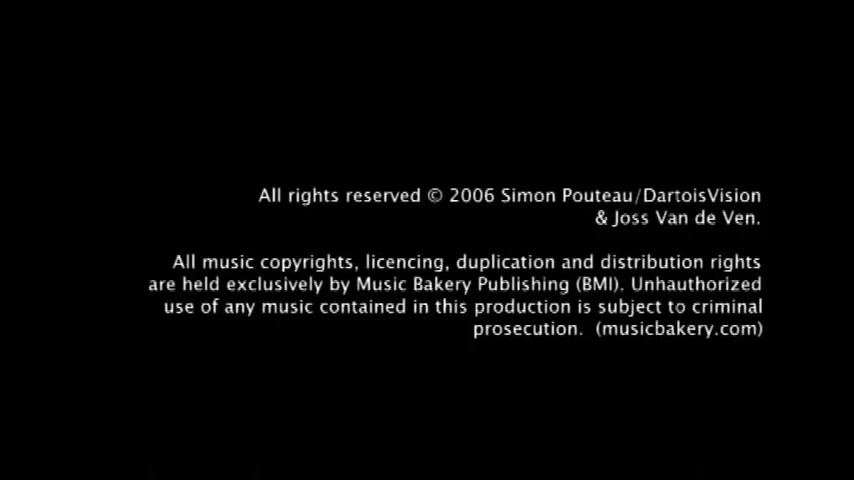 All rights reserved © 2006 Simon Pouteau/DartoisVision
& Joss Van de Ven.
All music copyrights, licencing, duplication and distribution rights
are held exclusively by Music Bakery Publishing (BMI). Unhauthorized
use of any music contained in this production is subject to criminal
prosecution.  (musicbakery.com)